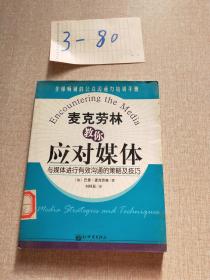 3-80
全球畅销的公众沟通力培训手册
Encountering the Media
麦克劳林
教你
应对媒体
与媒体进行有效沟通的策略及技巧
Media Strategies and Techniques